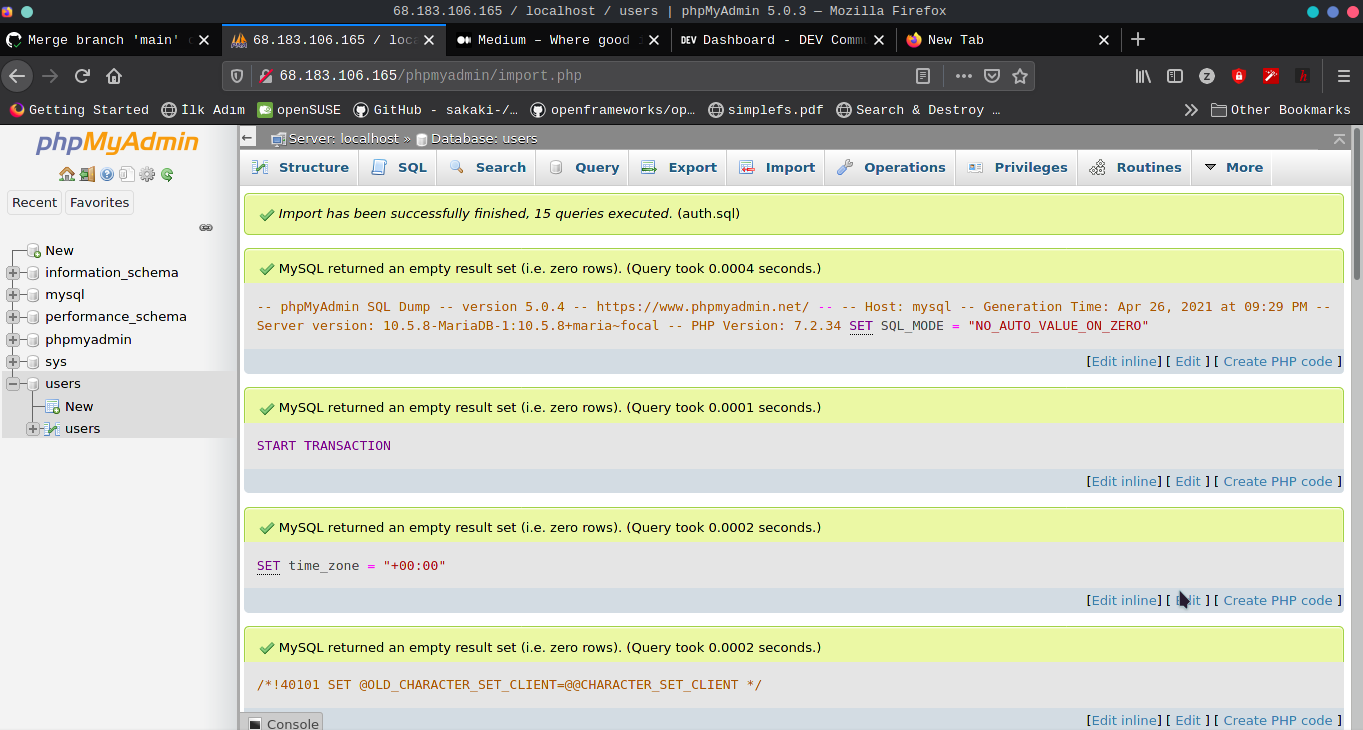 68.183.106.165 / localhost / users | phpMyAdmin 5.0.3 — Mozilla Firefox
Merge branch 'main'
68.183.106.165 / loca
Medium – Where good
DEV Dashboard - DEV Comm
New Tab
68.183.106.165/phpmyadmin/import.php
Getting Started
İlk Adım
openSUSE
GitHub - sakaki-/…
openframeworks/op…
simplefs.pdf
Search & Destroy …
Other Bookmarks
phpMyAdmin
Recent
Favorites
New
information_schema
mysql
performance_schema
phpmyadmin
sys
users
New
users
Server: localhost » Database: users
Structure
SQL
Search
Query
Export
Import
Operations
Privileges
Routines
More
Import has been successfully finished, 15 queries executed. (auth.sql)
MySQL returned an empty result set (i.e. zero rows). (Query took 0.0004 seconds.)
-- phpMyAdmin SQL Dump -- version 5.0.4 -- https://www.phpmyadmin.net/ -- -- Host: mysql -- Generation Time: Apr 26, 2021 at 09:29 PM --
Server version: 10.5.8-MariaDB-1:10.5.8+maria~focal -- PHP Version: 7.2.34 SET SQL_MODE = "NO_AUTO_VALUE_ON_ZERO"
[Edit inline] [ Edit ] [ Create PHP code ]
MySQL returned an empty result set (i.e. zero rows). (Query took 0.0001 seconds.)
START TRANSACTION
[Edit inline] [ Edit ] [ Create PHP code ]
MySQL returned an empty result set (i.e. zero rows). (Query took 0.0002 seconds.)
SET time_zone = "+00:00"
[Edit inline] [ Edit ] [ Create PHP code ]
MySQL returned an empty result set (i.e. zero rows). (Query took 0.0002 seconds.)
/*!40101 SET @OLD_CHARACTER_SET_CLIENT=@@CHARACTER_SET_CLIENT */
[Edit inline] [ Edit ] [ Create PHP code ]
Console